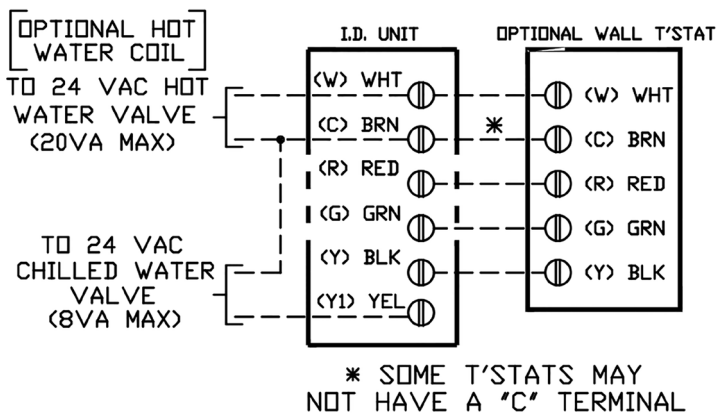 OPTIONAL HOT
WATER COIL
TO 24 VAC HOT
WATER VALVE
(20VA MAX)
TO 24 VAC
CHILLED WATER
VALVE
(8VA MAX)
I.D. UNIT
(W) WHT
(C) BRN
(R) RED
(G) GRN
(Y) BLK
(Y1) YEL
*
OPTIONAL WALL T'STAT
(W) WHT
(C) BRN
(R) RED
(G) GRN
(Y) BLK
* SOME T'STATS MAY
NOT HAVE A "C" TERMINAL